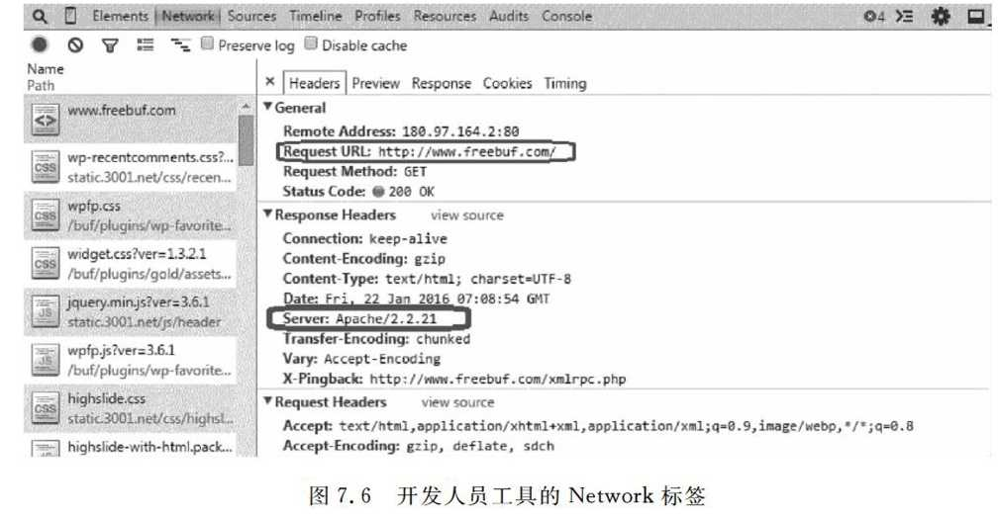 Elements Network Sources Timeline Profiles Resources Audits Console 4
Preserve log Disable cache
Name
Path
www.freebuf.com
wp-recentcomments.css?...
static.3001.net/css/recen...
wpfp.css
/buf/plugins/wp-favorite...
widget.css?ver=1.3.2.1
/buf/plugins/gold/assets...
jquery.min.js?ver=3.6.1
static.3001.net/js/header
wpfp.js?ver=3.6.1
/buf/plugins/wp-favorite...
highslide.css
static.3001.net/css/highsl...
highslide-with-html.pack...
CSS
CSS
CSS
JS
JS
CSS
× Headers Preview Response Cookies Timing
General
Remote Address: 180.97.164.2:80
Request URL: http://www.freebuf.com/
Request Method: GET
Status Code: 200 OK
Response Headers view source
Connection: keep-alive
Content-Encoding: gzip
Content-Type: text/html; charset=UTF-8
Date: Fri, 22 Jan 2016 07:08:54 GMT
Server: Apache/2.2.21
Transfer-Encoding: chunked
Vary: Accept-Encoding
X-Pingback: http://www.freebuf.com/xmlrpc.php
Request Headers view source
Accept: text/html,application/xhtml+xml,application/xml;q=0.9,image/webp,*/*;q=0.8
Accept-Encoding: gzip, deflate, sdch
图 7.6 开发人员工具的 Network 标签